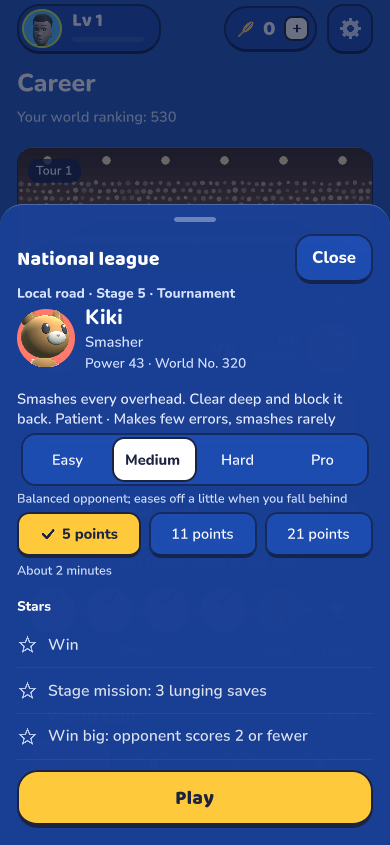 Lv 1
0
+
Career
Your world ranking: 530
Tour 1
National league
Close
Local road · Stage 5 · Tournament
Kiki
Smasher
Power 43 · World No. 320
Smashes every overhead. Clear deep and block it
back. Patient · Makes few errors, smashes rarely
Easy
Medium
Hard
Pro
Balanced opponent; eases off a little when you fall behind
5 points
11 points
21 points
About 2 minutes
Stars
Win
Stage mission: 3 lunging saves
Win big: opponent scores 2 or fewer
Play